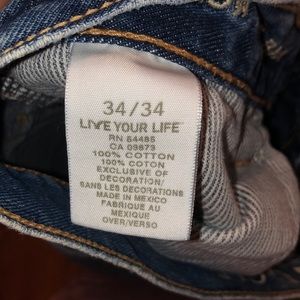 34/34
LIVE YOUR LIFE
RN 54485
CA 03873
100% COTTON
100% COTON
EXCLUSIVE OF
DECORATION/
SANS LES DECORATIONS
MADE IN MEXICO
FABRIQUE AU
MEXIQUE
OVER/VERSO